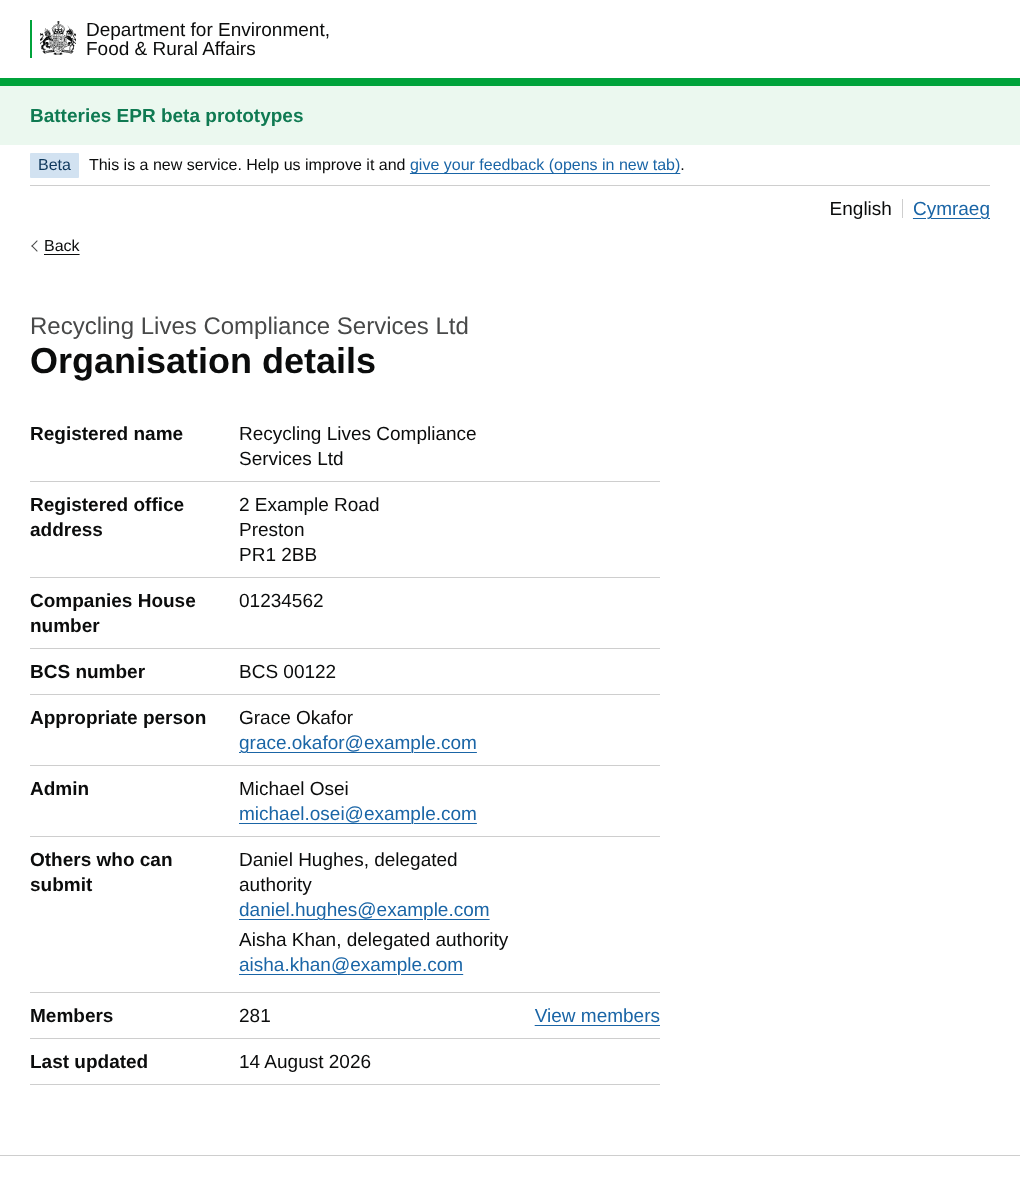 Department for Environment,
Food & Rural Affairs
Batteries EPR beta prototypes
Beta This is a new service. Help us improve it and give your feedback (opens in new tab).
English Cymraeg
Back
Recycling Lives Compliance Services Ltd
Organisation details
Registered name Recycling Lives Compliance
Services Ltd
Registered office 2 Example Road
address Preston
PR1 2BB
Companies House 01234562
number
BCS number BCS 00122
Appropriate person Grace Okafor
grace.okafor@example.com
Admin Michael Osei
michael.osei@example.com
Others who can Daniel Hughes, delegated
submit authority
daniel.hughes@example.com
Aisha Khan, delegated authority
aisha.khan@example.com
Members 281 View members
Last updated 14 August 2026